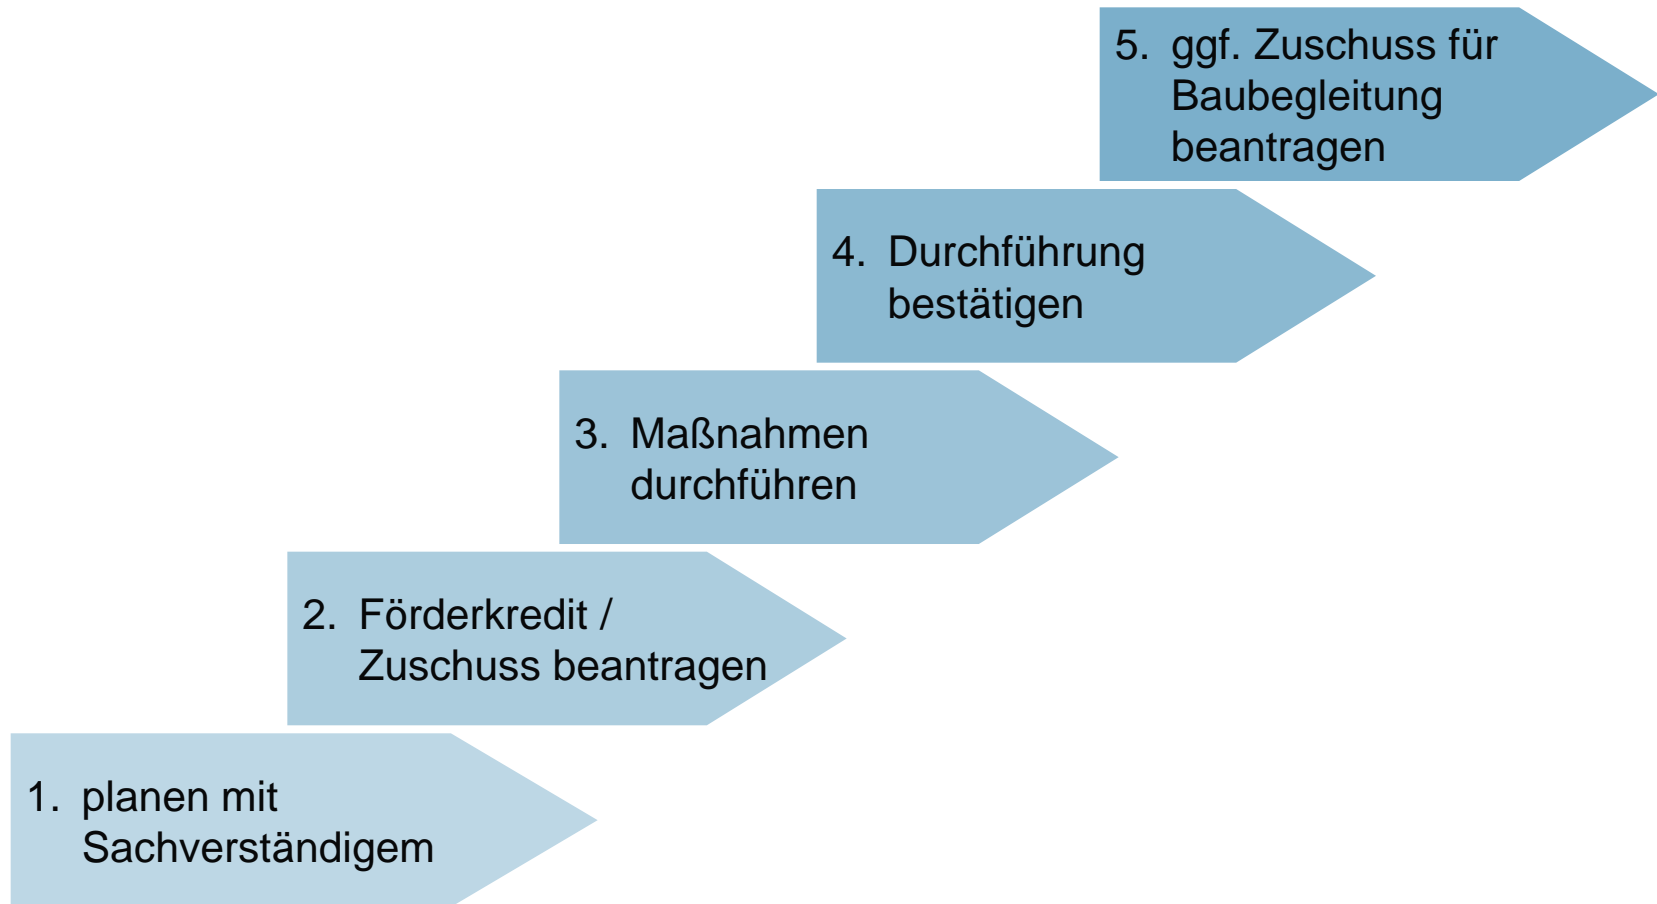 5. ggf. Zuschuss für
Baubegleitung
beantragen
4. Durchführung
bestätigen
3. Maßnahmen
durchführen
2. Förderkredit /
Zuschuss beantragen
1. planen mit
Sachverständigem